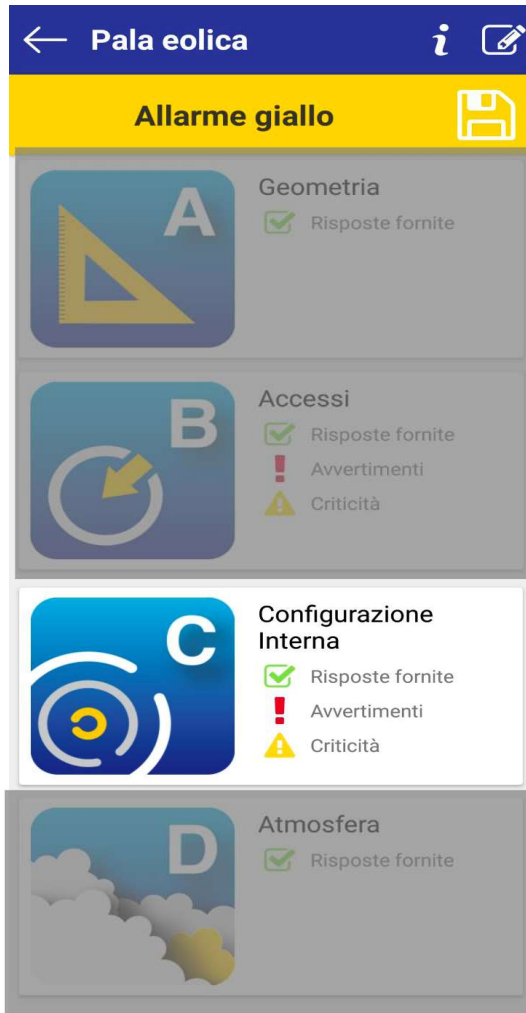 Pala eolica
Allarme giallo
A
Geometria
Risposte fornite
B
Accessi
Risposte fornite
Avvertimenti
Criticità
C
Configurazione
Interna
Risposte fornite
Avvertimenti
Criticità
D
Atmosfera
Risposte fornite